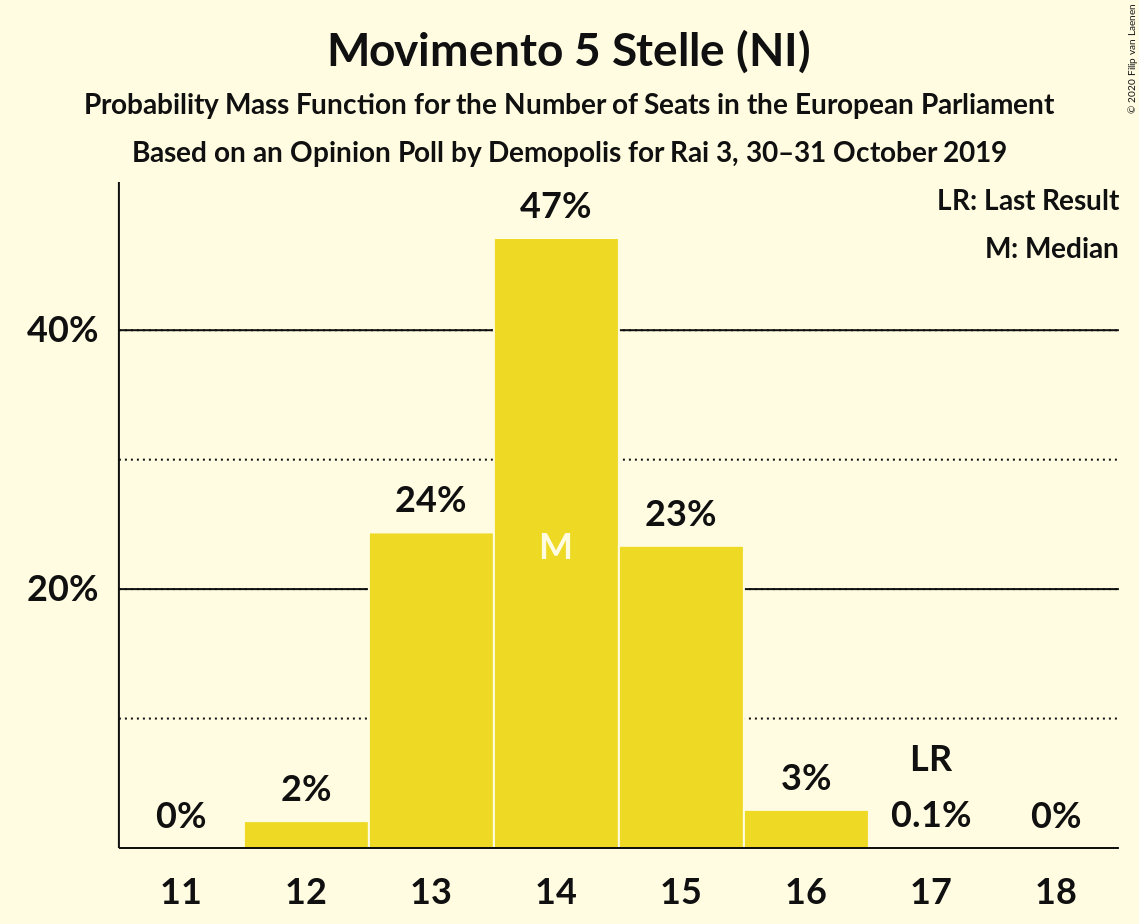 Movimento 5 Stelle (NI)
Probability Mass Function for the Number of Seats in the European Parliament
Based on an Opinion Poll by Demopolis for Rai 3, 30–31 October 2019
© 2020 Filip van Laenen
LR: Last Result
M: Median
47%
40%
24%
23%
M
20%
LR
2%
3%
0%
0.1%
0%
11 12 13 14 15 16 17 18